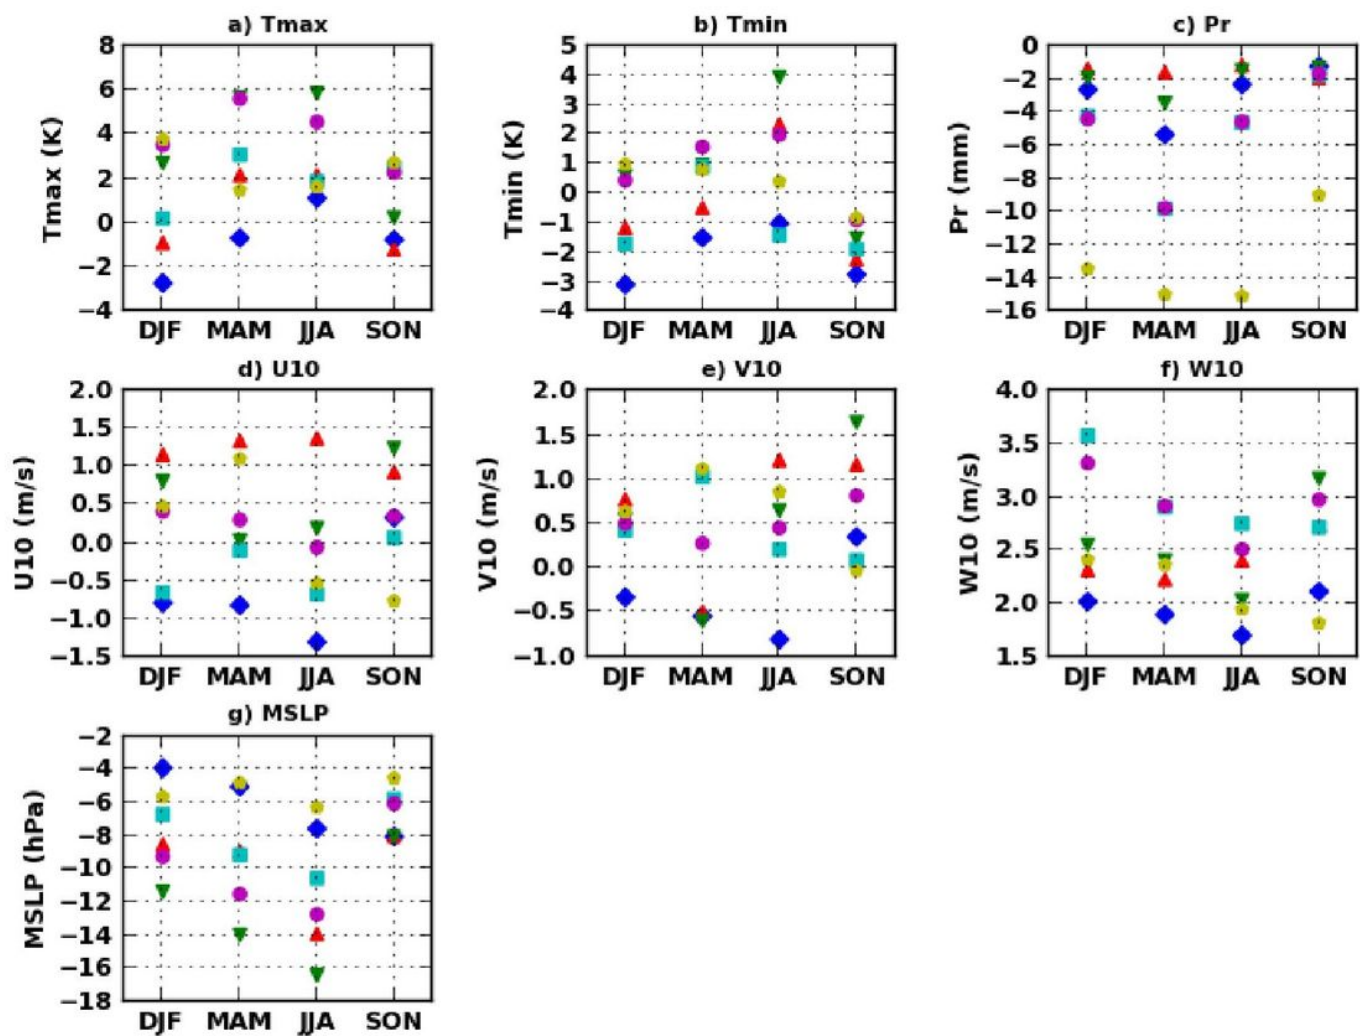 a) Tmax
Tmax (K)
8
6
4
2
0
−2
−4
DJF MAM JJA SON
b) Tmin
Tmin (K)
5
4
3
2
1
0
−1
−2
−3
−4
DJF MAM JJA SON
c) Pr
Pr (mm)
0
−2
−4
−6
−8
−10
−12
−14
−16
DJF MAM JJA SON
d) U10
U10 (m/s)
2.0
1.5
1.0
0.5
0.0
−0.5
−1.0
−1.5
DJF MAM JJA SON
e) V10
V10 (m/s)
2.0
1.5
1.0
0.5
0.0
−0.5
−1.0
DJF MAM JJA SON
f) W10
W10 (m/s)
4.0
3.5
3.0
2.5
2.0
1.5
DJF MAM JJA SON
g) MSLP
MSLP (hPa)
−2
−4
−6
−8
−10
−12
−14
−16
−18
DJF MAM JJA SON